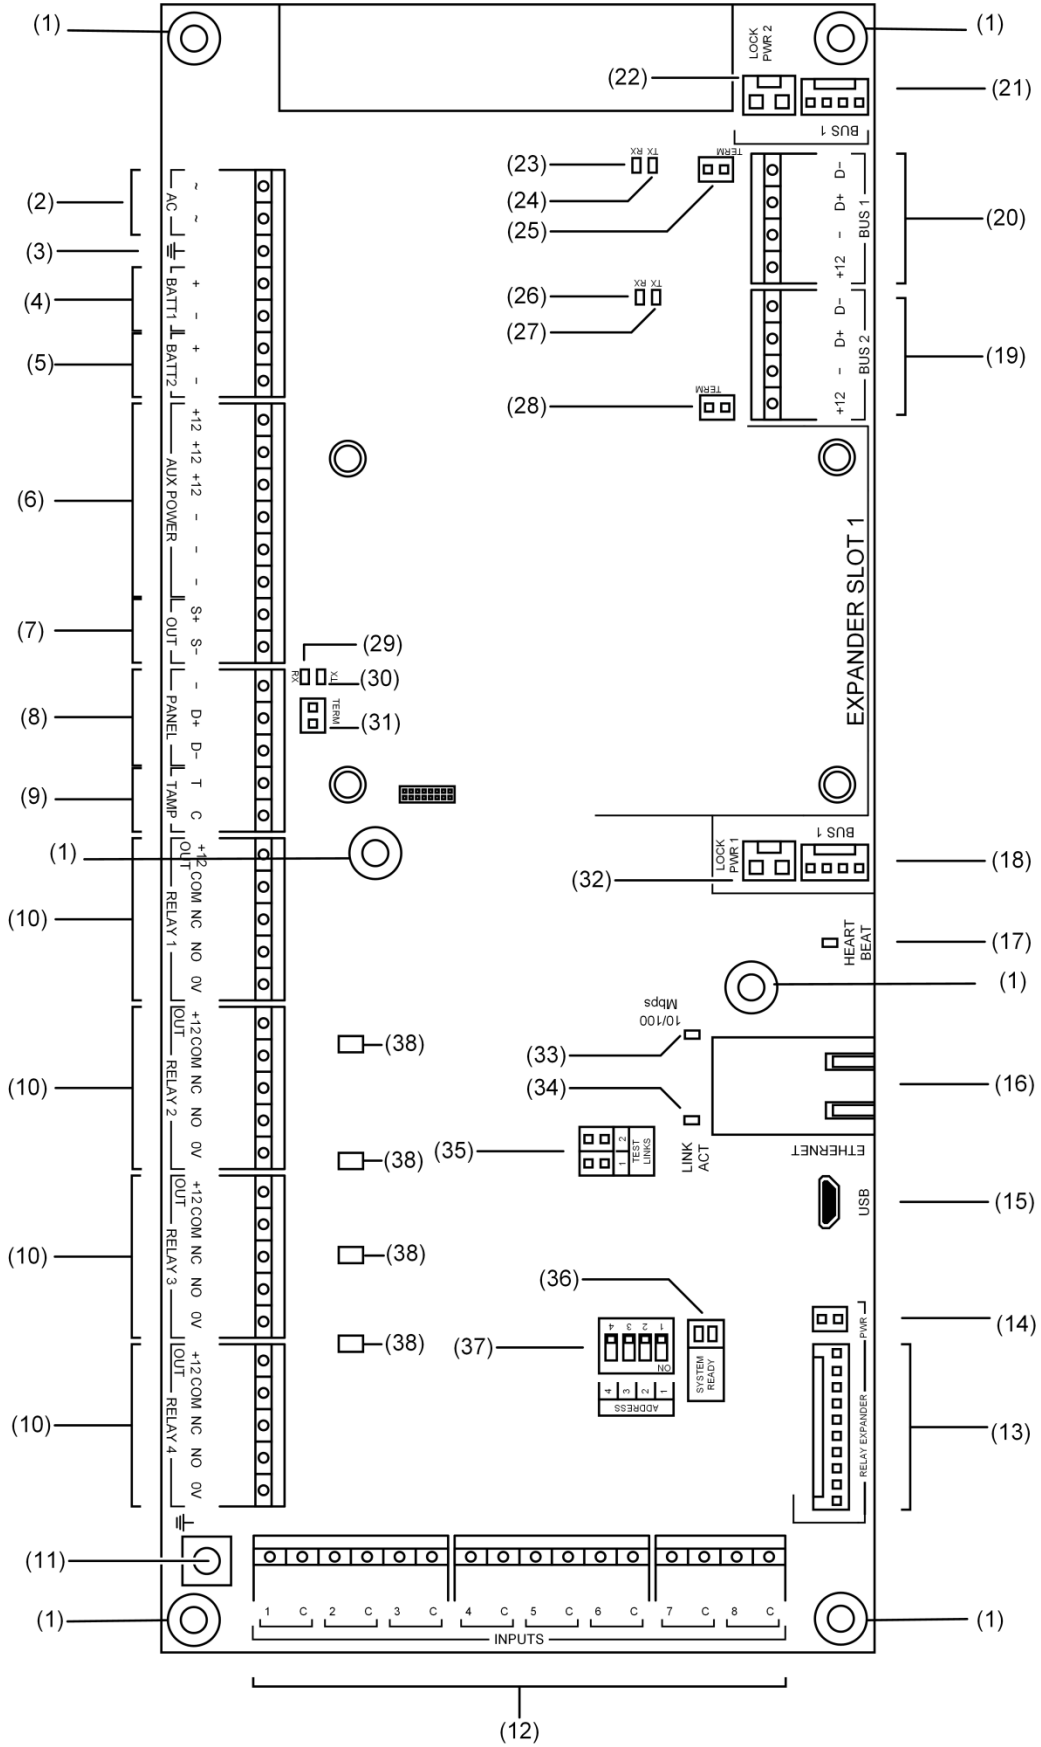 (1)
(1)
LOCK
PWR 2
(22)
(21)
BUS 1
(23)
RX
TX
TERM
(24)
(25)
D−
D+
-
+12
BUS 1
(20)
(2)
AC
~
~
(3)
(4)
BATT1
+
-
(5)
BATT2
+
-
(26)
RX
TX
(27)
D−
D+
-
+12
BUS 2
(19)
(28)
TERM
(6)
AUX POWER
+12
+12
+12
-
-
-
(7)
OUT
S+
S−
EXPANDER SLOT 1
(29)
RX
TX
(30)
TERM
(31)
(8)
PANEL
-
D+
D−
(9)
TAMP
T
C
(1)
(10)
RELAY 1
+12
OUT
COM
NC
NO
0V
BUS 1
LOCK
PWR 1
(18)
(32)
HEART
BEAT
(17)
(1)
(10)
RELAY 2
+12
OUT
COM
NC
NO
0V
(38)
10/100
Mbps
(33)
(16)
(34)
LINK
ACT
ETHERNET
(35)
1
2
TEST
LINKS
(38)
USB
(15)
(10)
RELAY 3
+12
OUT
COM
NC
NO
0V
(38)
(36)
PWR
(14)
(38)
(37)
4
3
2
1
ON
SYSTEM
READY
4
3
2
1
ADDRESS
(10)
RELAY 4
+12
OUT
COM
NC
NO
0V
RELAY EXPANDER
(13)
(11)
(1)
1 C 2 C 3 C 4 C 5 C 6 C 7 C 8 C
INPUTS
(1)
(12)